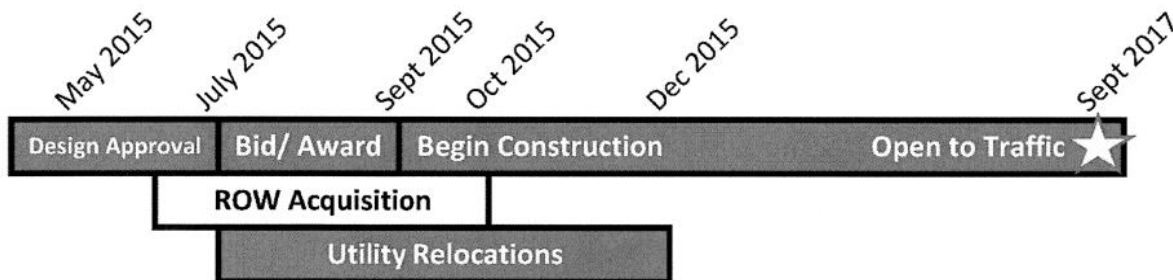 May 2015
July 2015
Sept 2015
Oct 2015
Dec 2015
Sept 2017
Design Approval
Bid/ Award
Begin Construction
Open to Traffic
ROW Acquisition
Utility Relocations